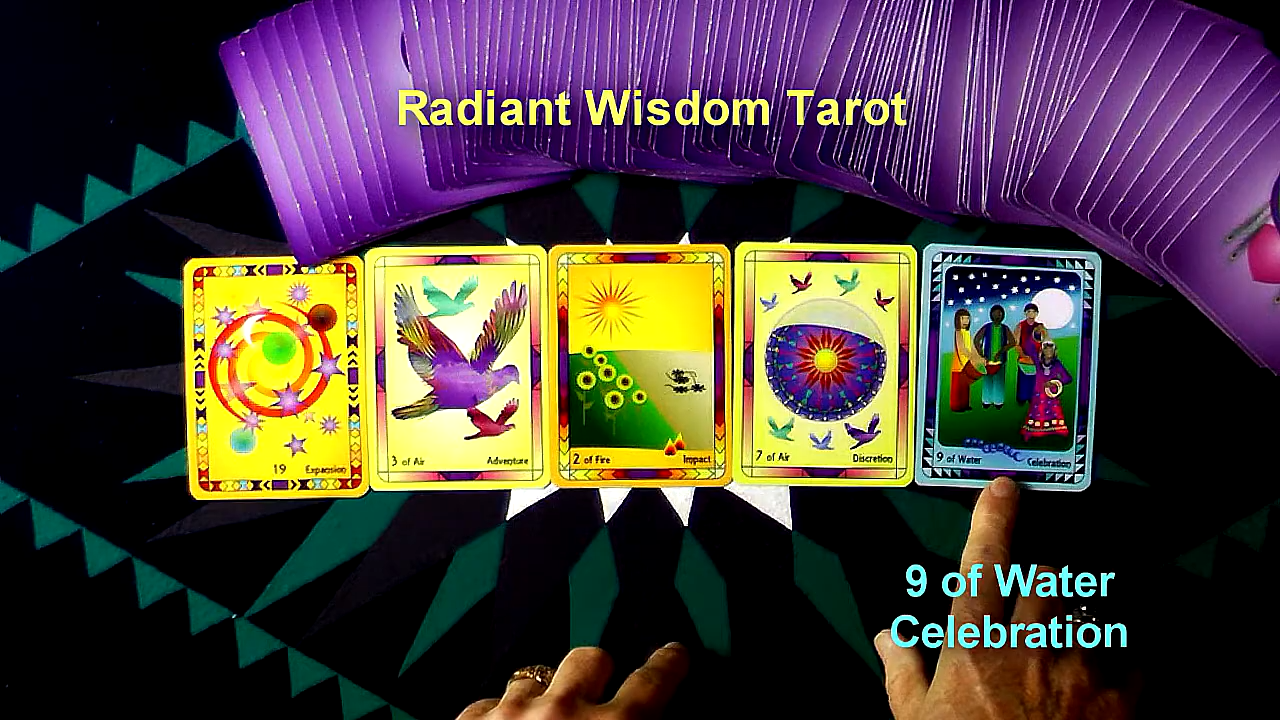 Radiant Wisdom Tarot
19 Expansion
3 of Air Adventure
2 of Fire Impact
7 of Air Discretion
9 of Water Celebration
9 of Water
Celebration